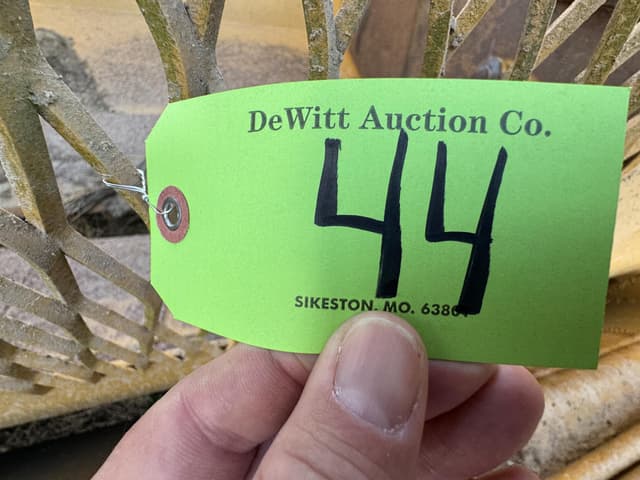 DeWitt Auction Co.
44
SIKESTON, MO.